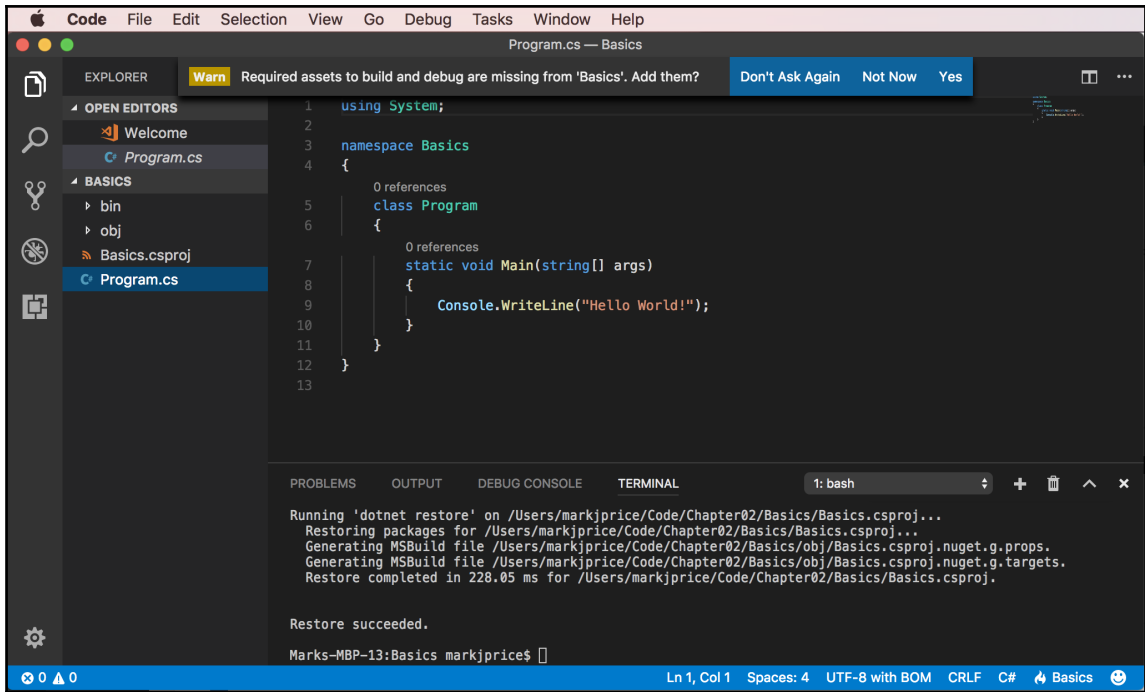 Code File Edit Selection View Go Debug Tasks Window Help
Program.cs — Basics
EXPLORER
Warn Required assets to build and debug are missing from 'Basics'. Add them? Don't Ask Again Not Now Yes
OPEN EDITORS
Welcome
C# Program.cs
BASICS
bin
obj
Basics.csproj
C# Program.cs
1 using System;
2
3 namespace Basics
4 {
0 references
5 class Program
6 {
0 references
7 static void Main(string[] args)
8 {
9 Console.WriteLine("Hello World!");
10 }
11 }
12 }
13
PROBLEMS OUTPUT DEBUG CONSOLE TERMINAL 1: bash
Running 'dotnet restore' on /Users/markjprice/Code/Chapter02/Basics/Basics.csproj...
Restoring packages for /Users/markjprice/Code/Chapter02/Basics/Basics.csproj...
Generating MSBuild file /Users/markjprice/Code/Chapter02/Basics/obj/Basics.csproj.nuget.g.props.
Generating MSBuild file /Users/markjprice/Code/Chapter02/Basics/obj/Basics.csproj.nuget.g.targets.
Restore completed in 228.05 ms for /Users/markjprice/Code/Chapter02/Basics/Basics.csproj.
Restore succeeded.
Marks-MBP-13:Basics markjprice$
0 0 Ln 1, Col 1 Spaces: 4 UTF-8 with BOM CRLF C# Basics